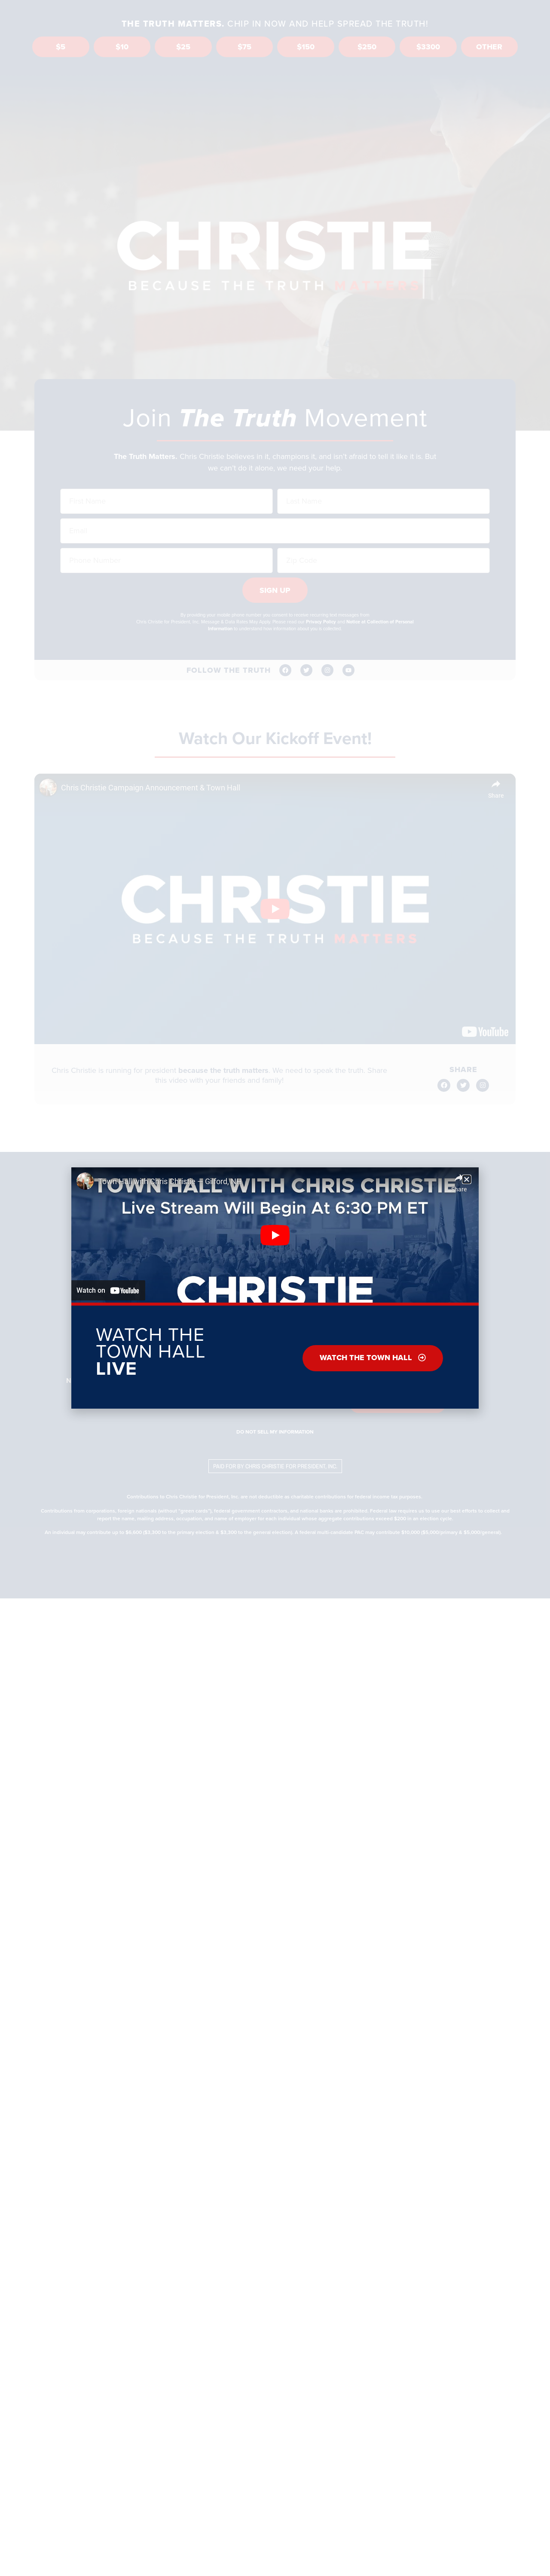 THE TRUTH MATTERS. CHIP IN NOW AND HELP SPREAD THE TRUTH!
$5 $10 $25 $75 $150 $250 $3300 OTHER
CHRISTIE
BECAUSE THE TRUTH MATTERS
Join The Truth Movement
The Truth Matters. Chris Christie believes in it, champions it, and isn't afraid to tell it like it is. But
we can't do it alone, we need your help.
First Name Last Name
Email
Phone Number Zip Code
SIGN UP
FOLLOW THE TRUTH
Watch Our Kickoff Event!
Chris Christie Campaign Announcement & Town Hall
Share
CHRISTIE
BECAUSE THE TRUTH MATTERS
YouTube
Chris Christie is running for president because the truth matters. We need to speak the truth. Share
this video with your friends and family!
SHARE
Town Hall with Chris Christie
Share
TOWN HALL WITH CHRIS CHRISTIE
Live Stream Will Begin At 6:30 PM ET
Watch on YouTube
CHRISTIE
WATCH THE
TOWN HALL
LIVE
WATCH THE TOWN HALL
DO NOT SELL MY INFORMATION
PAID FOR BY CHRIS CHRISTIE FOR PRESIDENT, INC.
Contributions to Chris Christie for President, Inc. are not deductible as charitable contributions for federal income tax purposes.